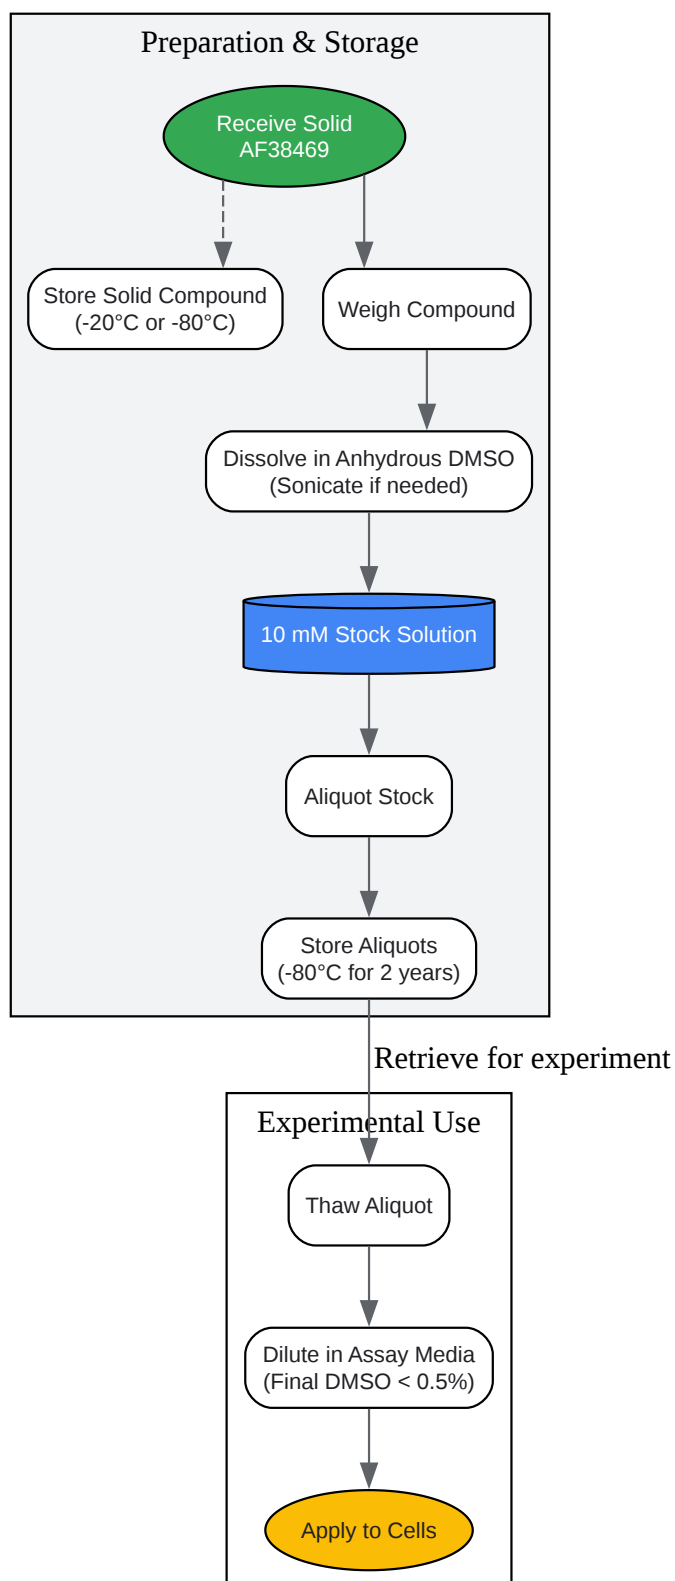 Preparation & Storage
Receive Solid
AF38469
Store Solid Compound
(-20°C or -80°C)
Weigh Compound
Dissolve in Anhydrous DMSO
(Sonicate if needed)
10 mM Stock Solution
Aliquot Stock
Store Aliquots
(-80°C for 2 years)
Retrieve for experiment
Experimental Use
Thaw Aliquot
Dilute in Assay Media
(Final DMSO < 0.5%)
Apply to Cells